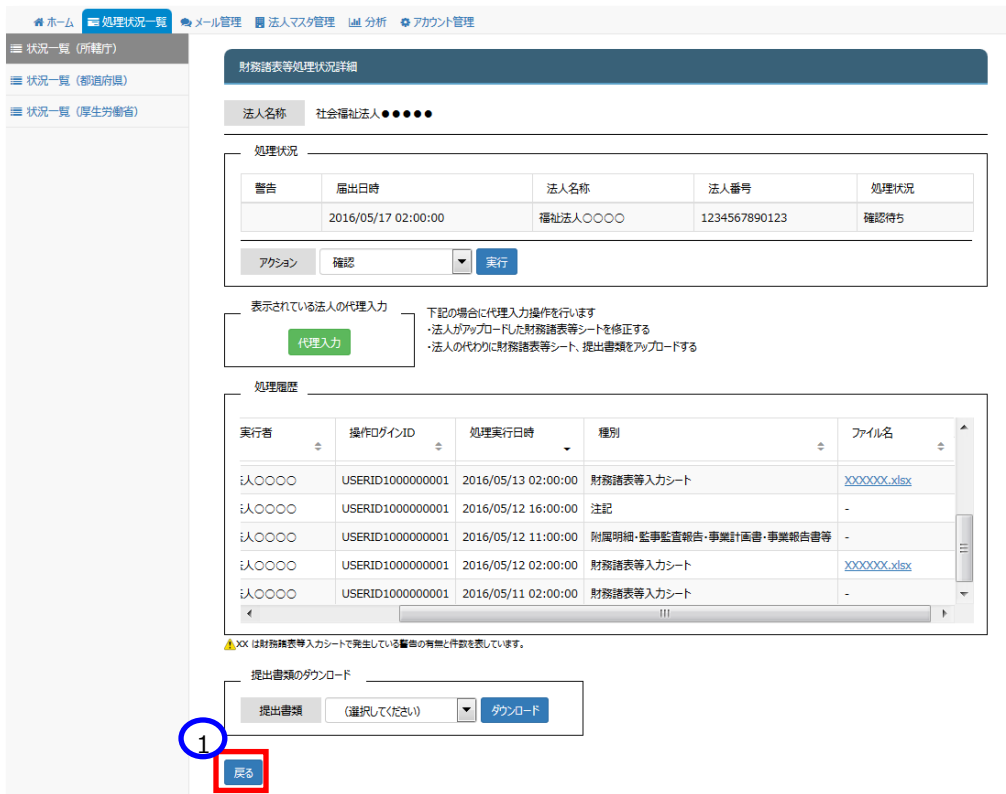 ホーム 処理状況一覧 メール管理 法人マスタ管理 分析 アカウント管理
状況一覧（所轄庁）
状況一覧（都道府県）
状況一覧（厚生労働省）
財務諸表等処理状況詳細
法人名称 社会福祉法人●●●●●
処理状況
警告 届出日時 法人名称 法人番号 処理状況
2016/05/17 02:00:00 福祉法人○○○○ 1234567890123 確認待ち
アクション 確認 実行
表示されている法人の代理入力
代理入力
下記の場合に代理入力操作を行います
・法人がアップロードした財務諸表等シートを修正する
・法人の代わりに財務諸表等シート、提出書類をアップロードする
処理履歴
実行者 操作ログインID 処理実行日時 種別 ファイル名
人○○○○ USERID1000000001 2016/05/13 02:00:00 財務諸表等入力シート XXXXXX.xlsx
人○○○○ USERID1000000001 2016/05/12 16:00:00 注記 -
人○○○○ USERID1000000001 2016/05/12 11:00:00 附属明細・監事監査報告・事業計画書・事業報告書等 -
人○○○○ USERID1000000001 2016/05/12 02:00:00 財務諸表等入力シート XXXXXX.xlsx
人○○○○ USERID1000000001 2016/05/11 02:00:00 財務諸表等入力シート -
XX は財務諸表等入力シートで発生している警告の有無と件数を表しています。
提出書類のダウンロード
提出書類 （選択してください） ダウンロード
1
戻る